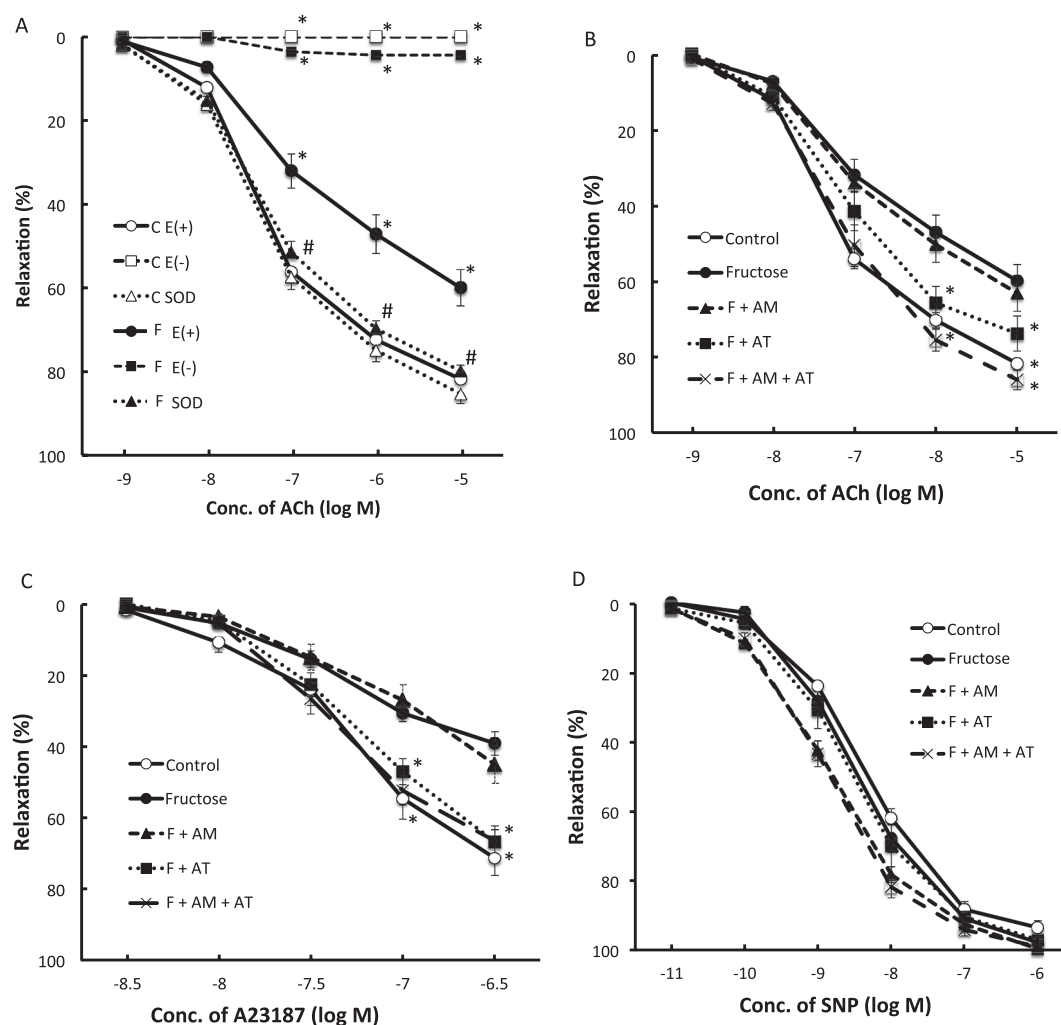 A
0
20
40
60
80
100
Relaxation (%)
C E(+)
C E(-)
C SOD
F E(+)
F E(-)
F SOD
* * *
* * *
* * *
# # #
-9 -8 -7 -6 -5
Conc. of ACh (log M)
B
0
20
40
60
80
100
Relaxation (%)
Control
Fructose
F + AM
F + AT
F + AM + AT
* *
* *
*
-9 -8 -7 -8 -5
Conc. of ACh (log M)
C
0
20
40
60
80
100
Relaxation (%)
Control
Fructose
F + AM
F + AT
F + AM + AT
* *
* *
-8.5 -8 -7.5 -7 -6.5
Conc. of A23187 (log M)
D
0
20
40
60
80
100
Relaxation (%)
Control
Fructose
F + AM
F + AT
F + AM + AT
-11 -10 -9 -8 -7 -6
Conc. of SNP (log M)